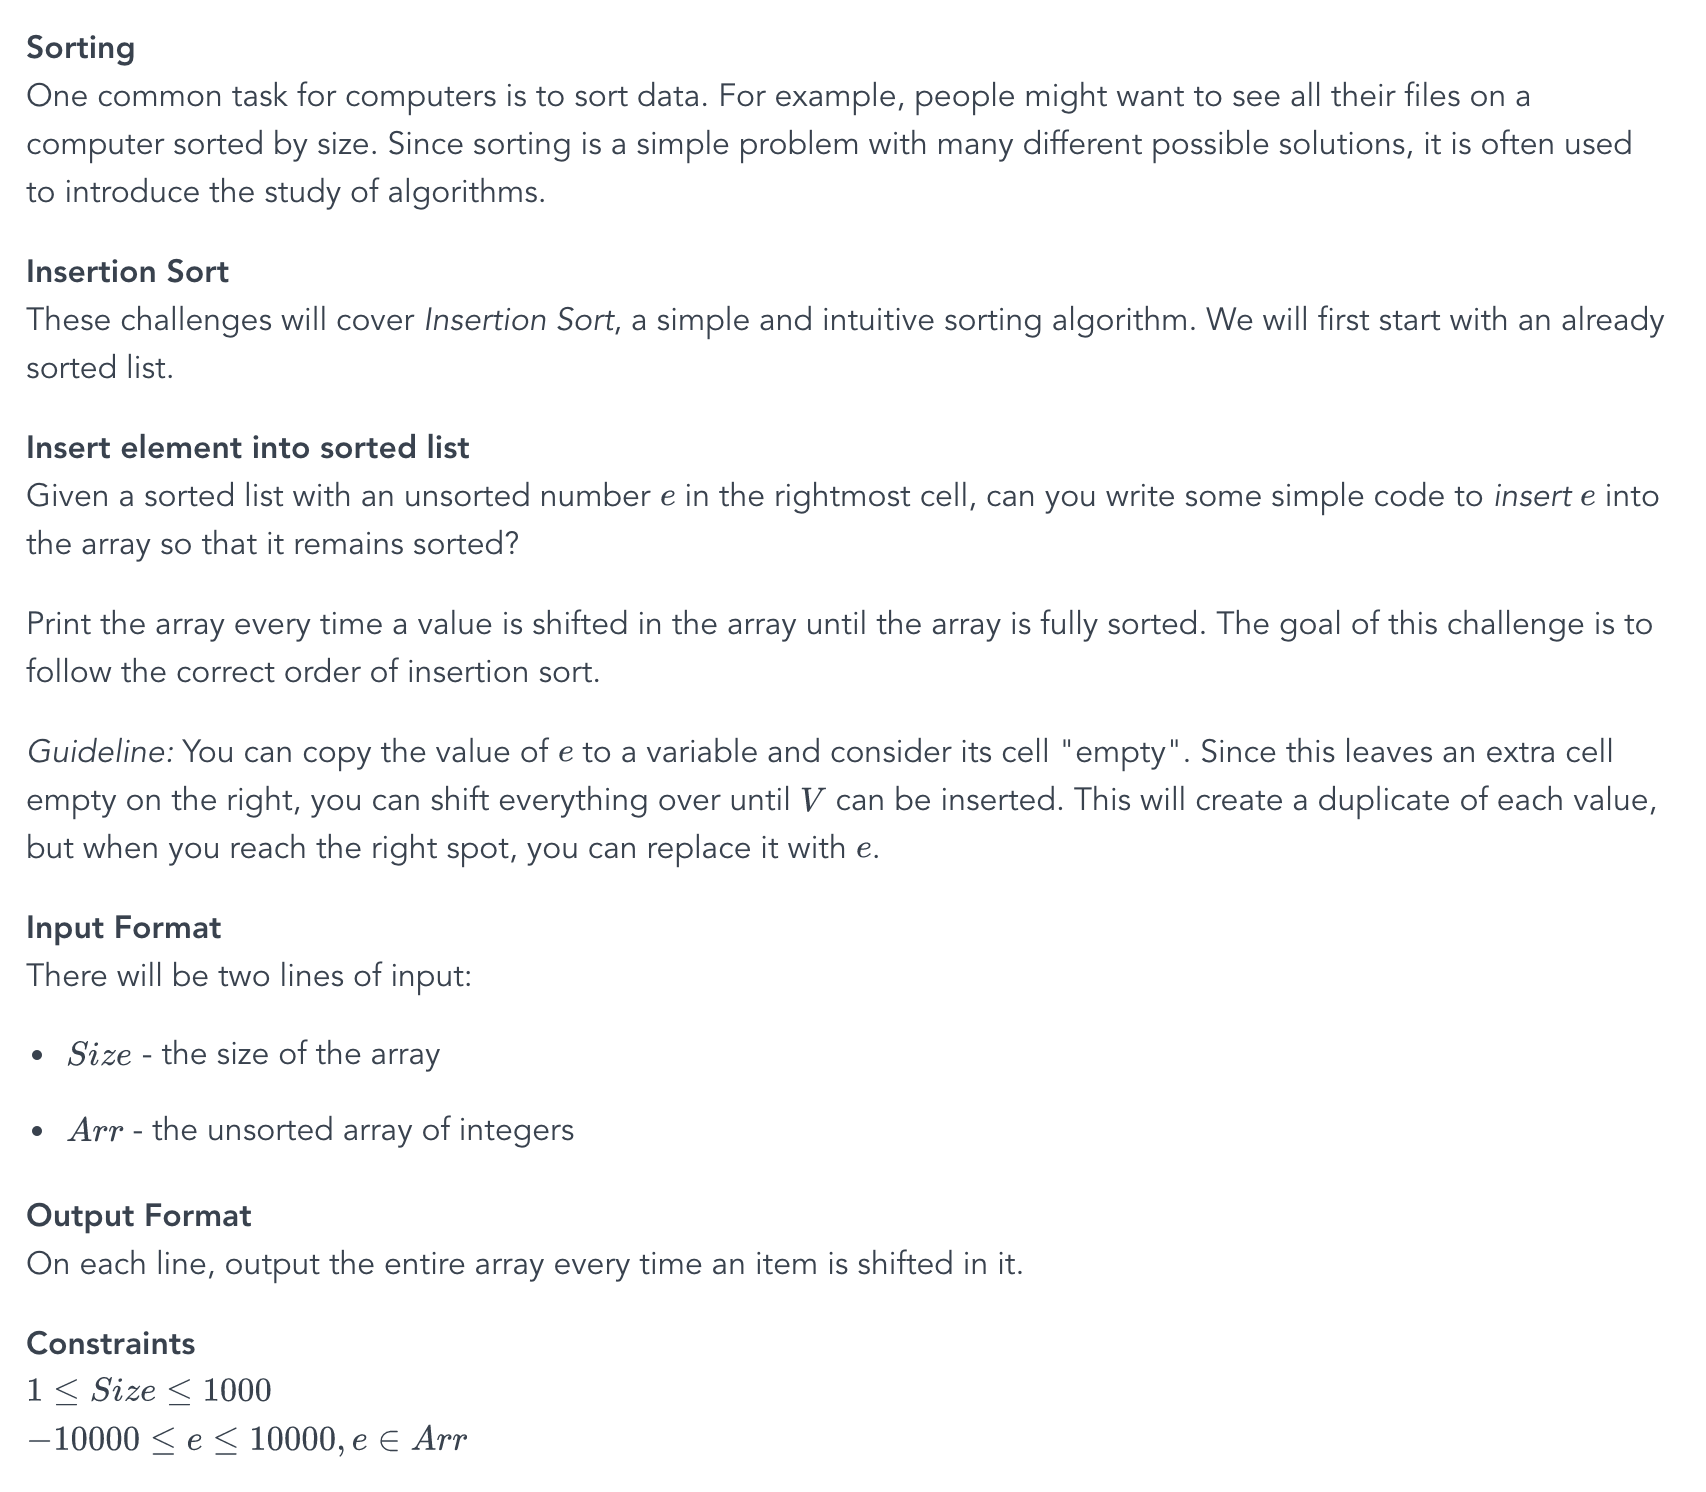 Sorting
One common task for computers is to sort data. For example, people might want to see all their files on a
computer sorted by size. Since sorting is a simple problem with many different possible solutions, it is often used
to introduce the study of algorithms.
Insertion Sort
These challenges will cover Insertion Sort, a simple and intuitive sorting algorithm. We will first start with an already
sorted list.
Insert element into sorted list
Given a sorted list with an unsorted number e in the rightmost cell, can you write some simple code to insert e into
the array so that it remains sorted?
Print the array every time a value is shifted in the array until the array is fully sorted. The goal of this challenge is to
follow the correct order of insertion sort.
Guideline: You can copy the value of e to a variable and consider its cell "empty". Since this leaves an extra cell
empty on the right, you can shift everything over until V can be inserted. This will create a duplicate of each value,
but when you reach the right spot, you can replace it with e.
Input Format
There will be two lines of input:
• Size - the size of the array
• Arr - the unsorted array of integers
Output Format
On each line, output the entire array every time an item is shifted in it.
Constraints
1 ≤ Size ≤ 1000
−10000 ≤ e ≤ 10000, e ∈ Arr